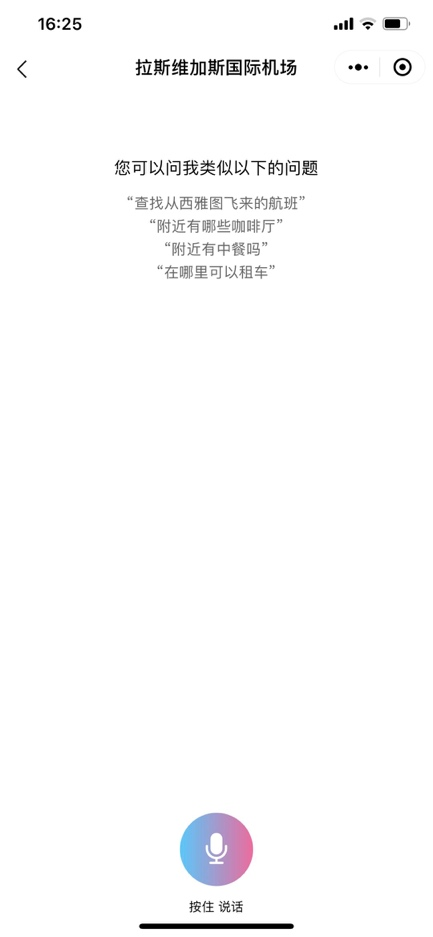 16:25
拉斯维加斯国际机场
您可以问我类似以下的问题
“查找从西雅图飞来的航班”
“附近有哪些咖啡厅”
“附近有中餐吗”
“在哪里可以租车”
按住 说话